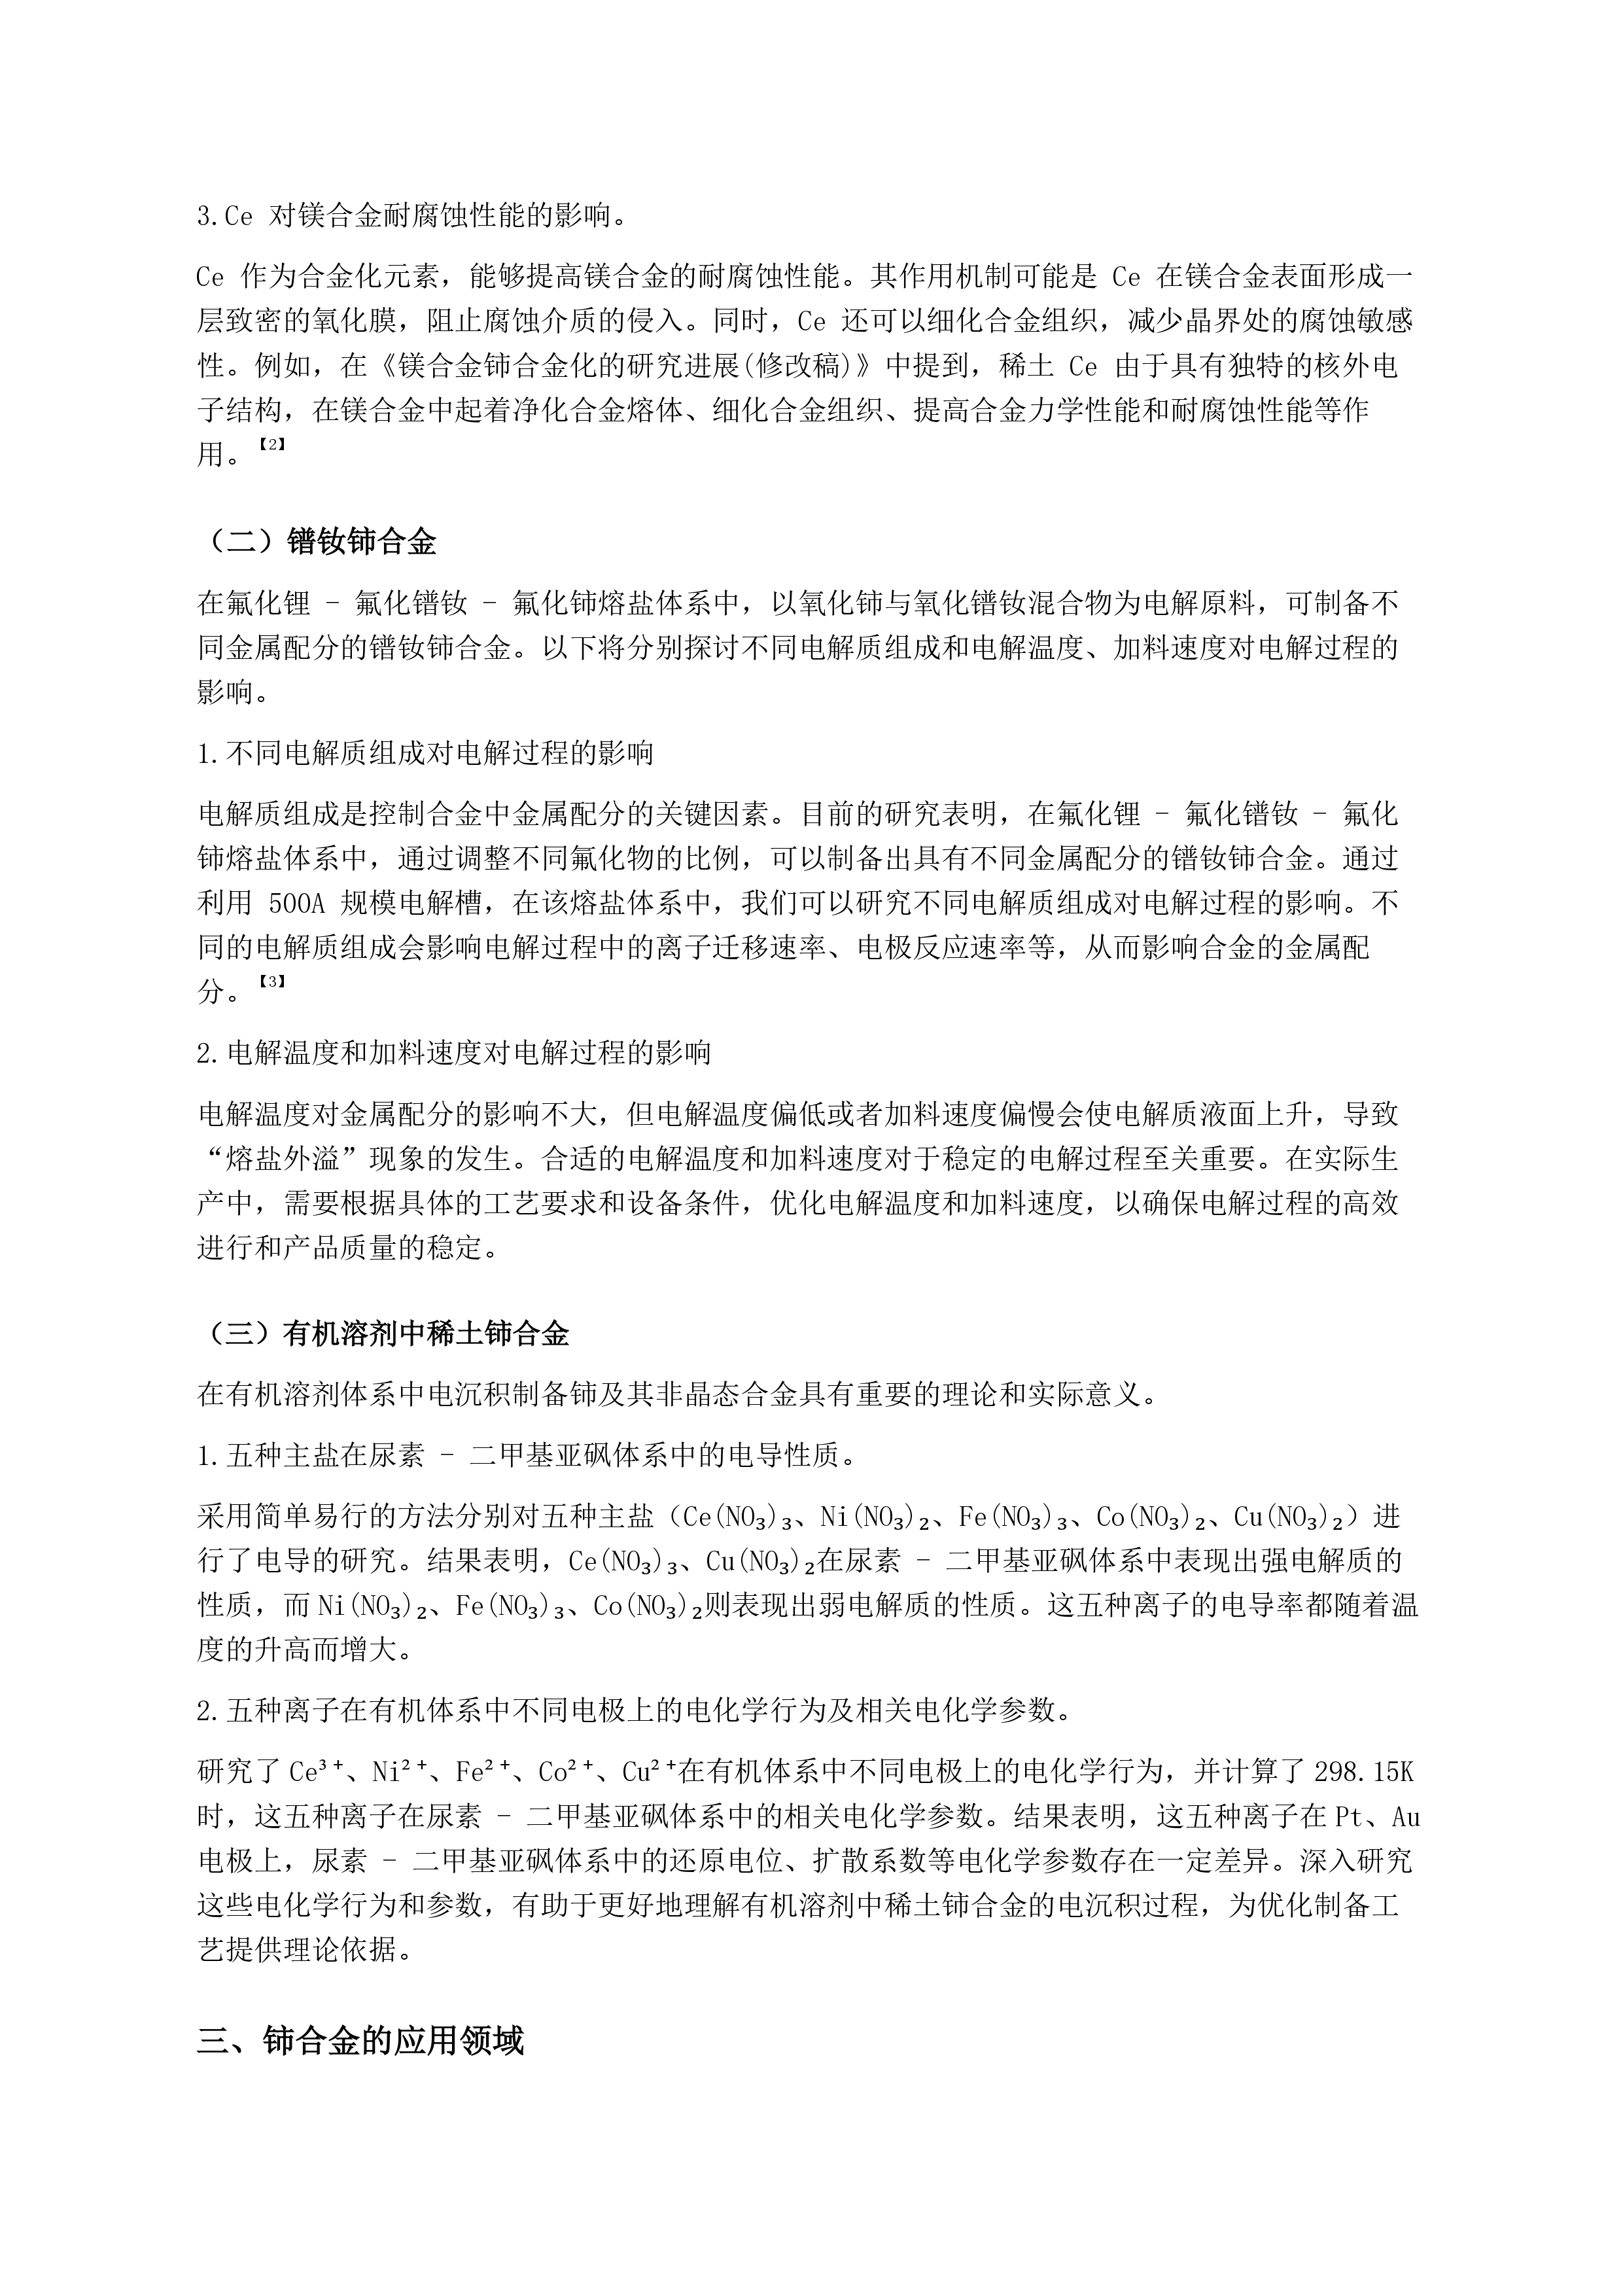 3.Ce 对镁合金耐腐蚀性能的影响。
Ce 作为合金化元素，能够提高镁合金的耐腐蚀性能。其作用机制可能是 Ce 在镁合金表面形成一
层致密的氧化膜，阻止腐蚀介质的侵入。同时，Ce 还可以细化合金组织，减少晶界处的腐蚀敏感
性。例如，在《镁合金铈合金化的研究进展(修改稿)》中提到，稀土 Ce 由于具有独特的核外电
子结构，在镁合金中起着净化合金熔体、细化合金组织、提高合金力学性能和耐腐蚀性能等作
用。【2】
（二）镨钕铈合金
在氟化锂 - 氟化镨钕 - 氟化铈熔盐体系中，以氧化铈与氧化镨钕混合物为电解原料，可制备不
同金属配分的镨钕铈合金。以下将分别探讨不同电解质组成和电解温度、加料速度对电解过程的
影响。
1.不同电解质组成对电解过程的影响
电解质组成是控制合金中金属配分的关键因素。目前的研究表明，在氟化锂 - 氟化镨钕 - 氟化
铈熔盐体系中，通过调整不同氟化物的比例，可以制备出具有不同金属配分的镨钕铈合金。通过
利用 500A 规模电解槽，在该熔盐体系中，我们可以研究不同电解质组成对电解过程的影响。不
同的电解质组成会影响电解过程中的离子迁移速率、电极反应速率等，从而影响合金的金属配
分。【3】
2.电解温度和加料速度对电解过程的影响
电解温度对金属配分的影响不大，但电解温度偏低或者加料速度偏慢会使电解质液面上升，导致
“熔盐外溢”现象的发生。合适的电解温度和加料速度对于稳定的电解过程至关重要。在实际生
产中，需要根据具体的工艺要求和设备条件，优化电解温度和加料速度，以确保电解过程的高效
进行和产品质量的稳定。
（三）有机溶剂中稀土铈合金
在有机溶剂体系中电沉积制备铈及其非晶态合金具有重要的理论和实际意义。
1.五种主盐在尿素 - 二甲基亚砜体系中的电导性质。
采用简单易行的方法分别对五种主盐（Ce(NO₃)₃、Ni(NO₃)₂、Fe(NO₃)₃、Co(NO₃)₂、Cu(NO₃)₂）进
行了电导的研究。结果表明，Ce(NO₃)₃、Cu(NO₃)₂在尿素 - 二甲基亚砜体系中表现出强电解质的
性质，而Ni(NO₃)₂、Fe(NO₃)₃、Co(NO₃)₂则表现出弱电解质的性质。这五种离子的电导率都随着温
度的升高而增大。
2.五种离子在有机体系中不同电极上的电化学行为及相关电化学参数。
研究了Ce³⁺、Ni²⁺、Fe²⁺、Co²⁺、Cu²⁺在有机体系中不同电极上的电化学行为，并计算了298.15K
时，这五种离子在尿素 - 二甲基亚砜体系中的相关电化学参数。结果表明，这五种离子在Pt、Au
电极上，尿素 - 二甲基亚砜体系中的还原电位、扩散系数等电化学参数存在一定差异。深入研究
这些电化学行为和参数，有助于更好地理解有机溶剂中稀土铈合金的电沉积过程，为优化制备工
艺提供理论依据。
三、铈合金的应用领域